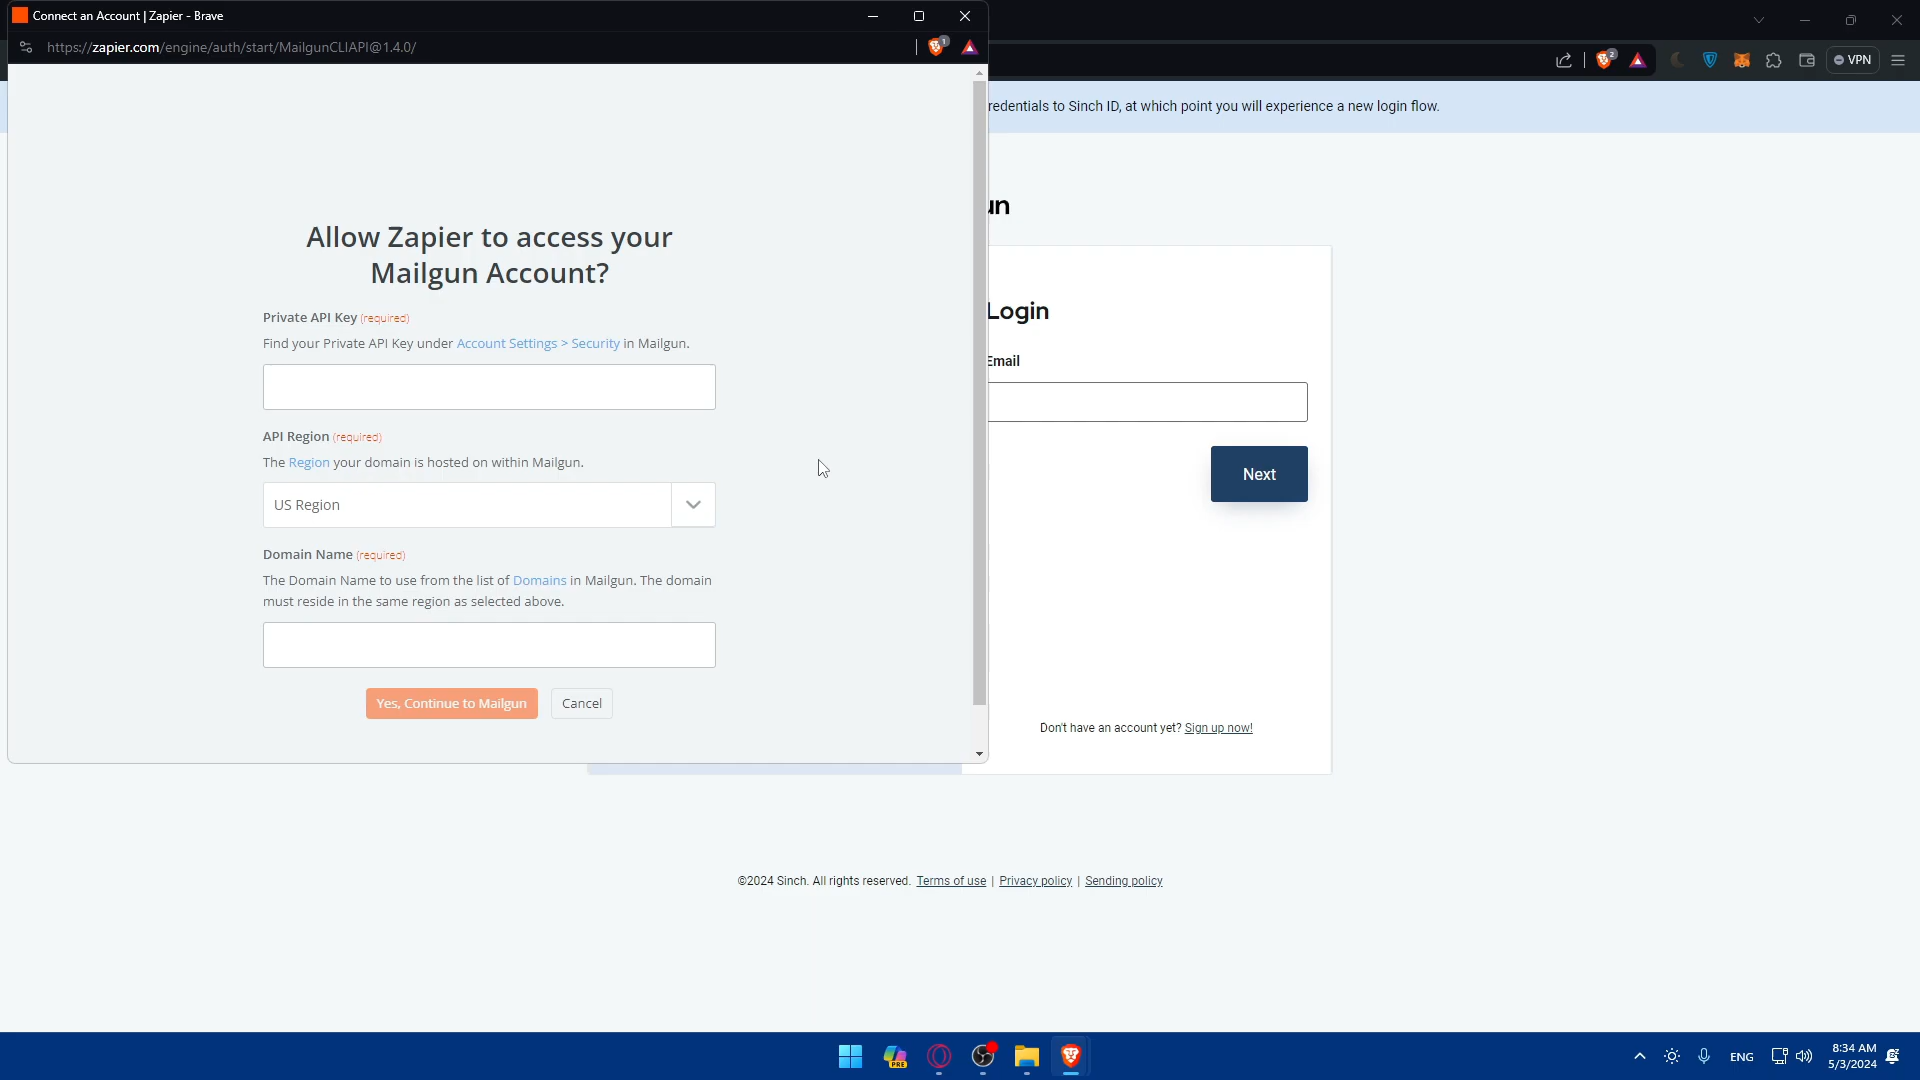 Connect an Account | Zapier - Brave
https://zapier.com/engine/auth/start/MailgunCLIAPI@1.4.0/
1
2
VPN
redentials to Sinch ID, at which point you will experience a new login flow.
un
Allow Zapier to access your
Mailgun Account?
Private API Key (required)
Find your Private API Key under Account Settings > Security in Mailgun.
API Region (required)
The Region your domain is hosted on within Mailgun.
US Region
Domain Name (required)
The Domain Name to use from the list of Domains in Mailgun. The domain
must reside in the same region as selected above.
Yes, Continue to Mailgun
Cancel
Login
Email
Next
Don't have an account yet? Sign up now!
©2024 Sinch. All rights reserved. Terms of use | Privacy policy | Sending policy
PRE
ENG
8:34 AM
5/3/2024